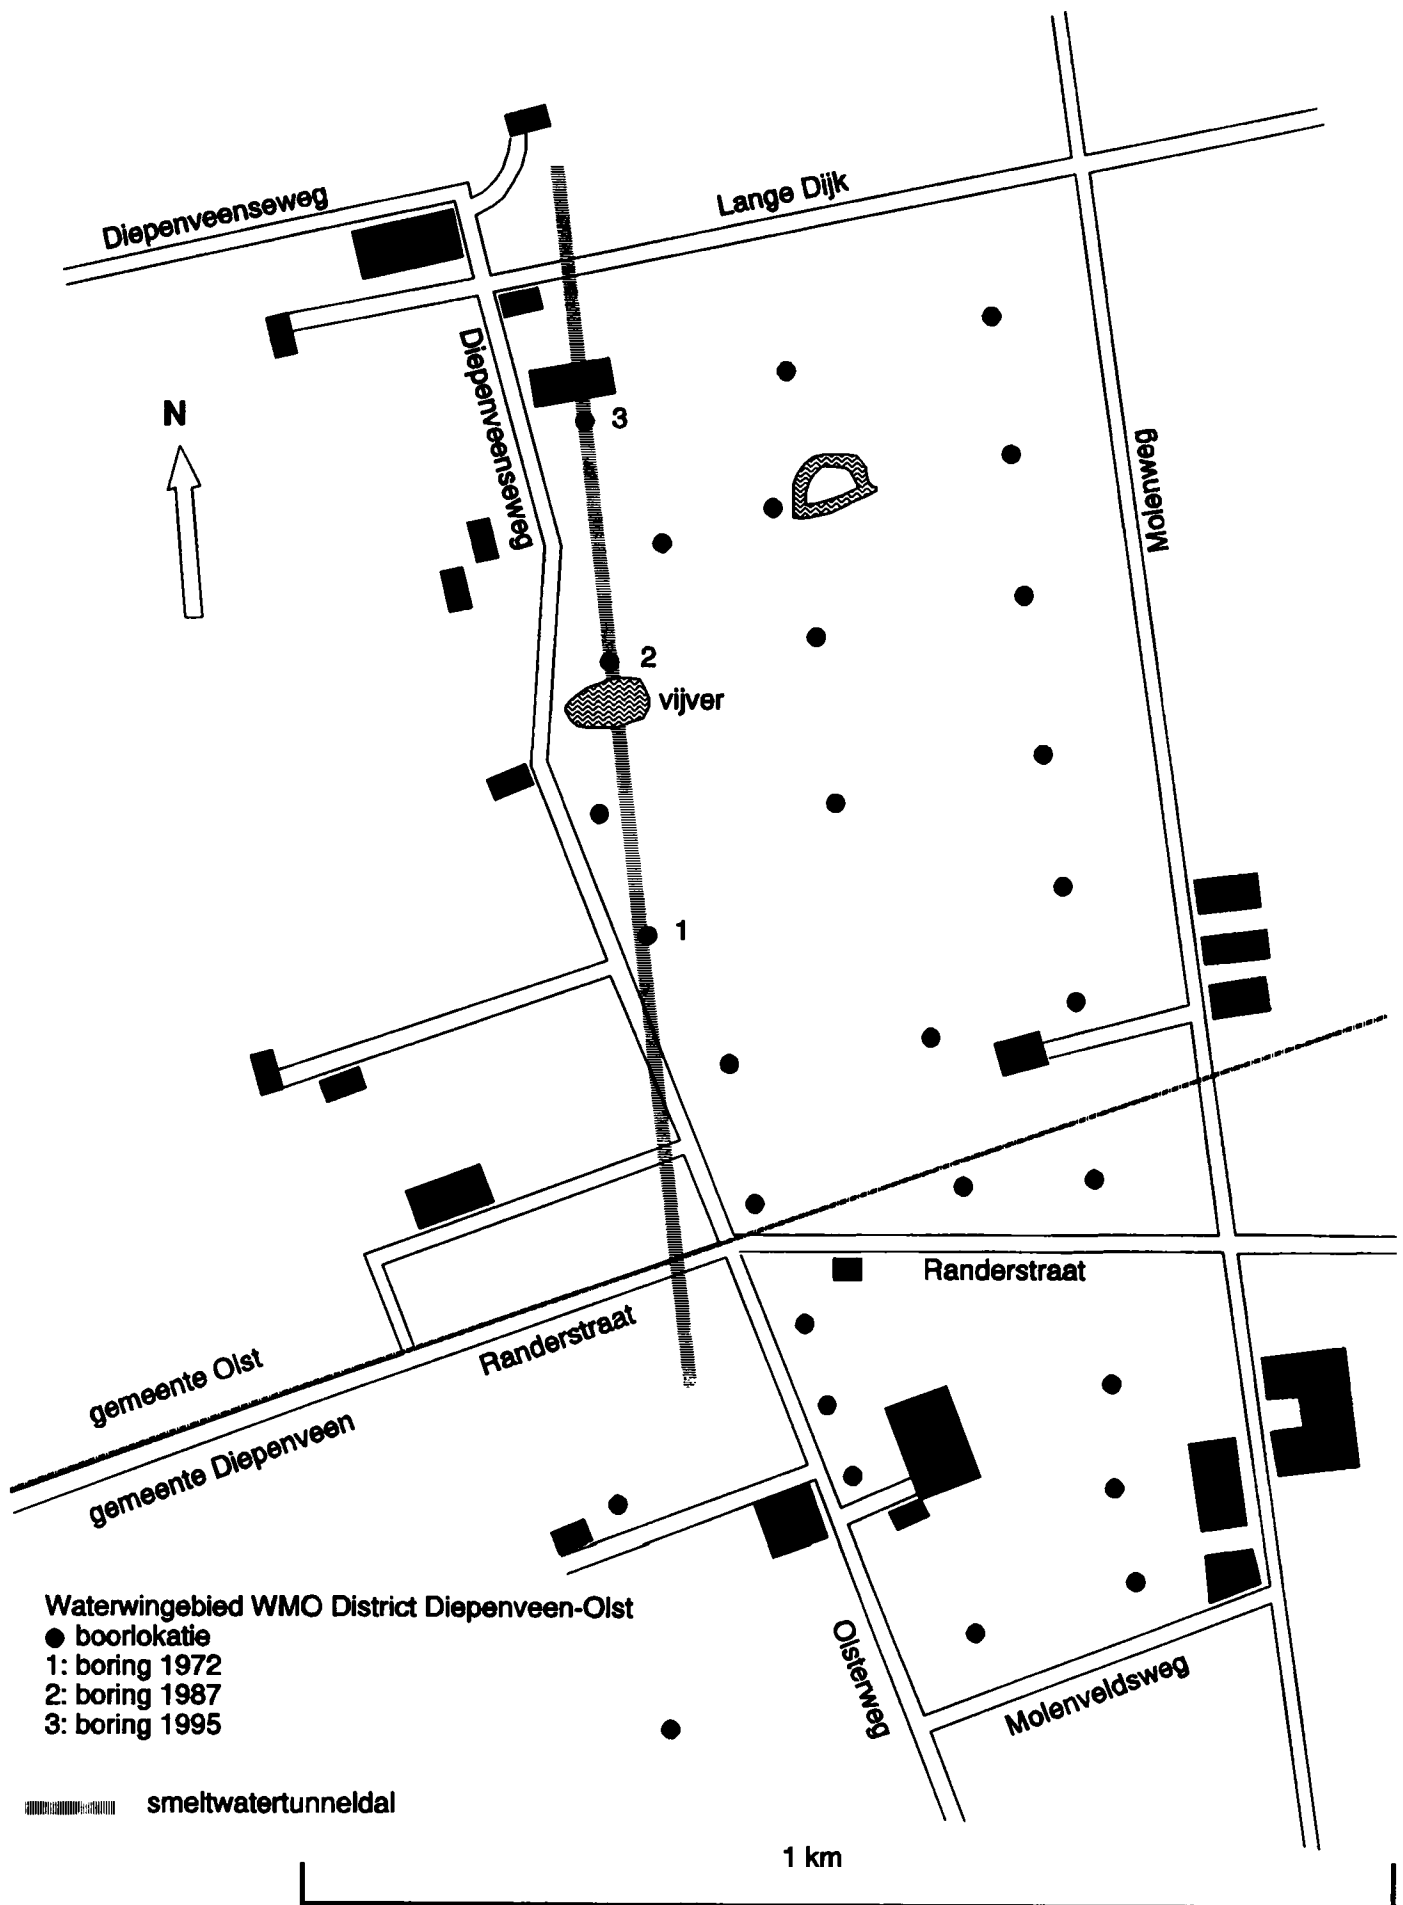 Diepenveenseweg
Lange Dijk
Diepenveenseweg
N
3
Molenweg
2
vijver
1
Randerstraat
Randerstraat
gemeente Olst
gemeente Diepenveen
Waterwingebied WMO District Diepenveen-Olst
boorlokatie
1: boring 1972
2: boring 1987
3: boring 1995
Olsterweg
Molenveldsweg
smeltwatertunneldal
1 km